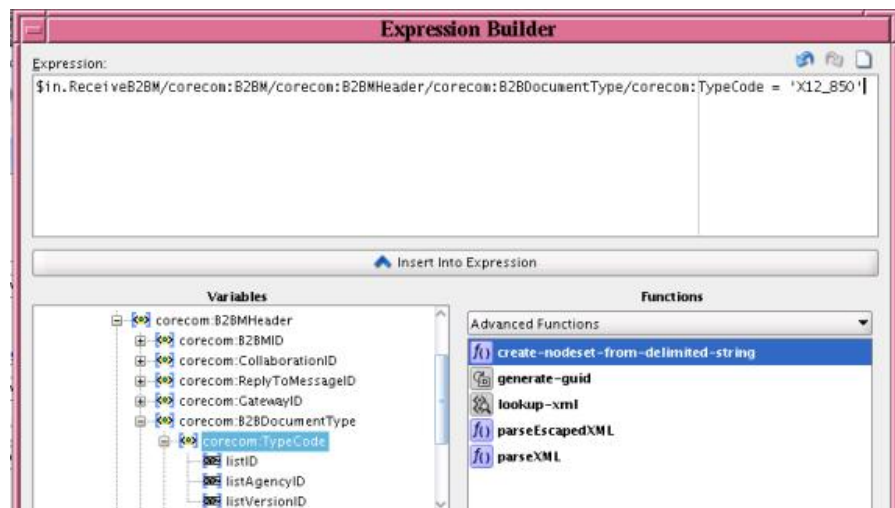 Expression Builder
Expression:
$in.ReceiveB2BM/corecom:B2BM/corecom:B2BMHeader/corecom:B2BDocumentType/corecom:TypeCode = 'X12_850'
Insert Into Expression
Variables
Functions
corecom:B2BMHeader
corecom:B2BMID
corecom:CollaborationID
corecom:ReplyToMessageID
corecom:GatewayID
corecom:B2BDocumentType
corecom:TypeCode
listID
listAgencyID
listVersionID
Advanced Functions
create-nodeset-from-delimited-string
generate-guid
lookup-xml
parseEscapedXML
parseXML